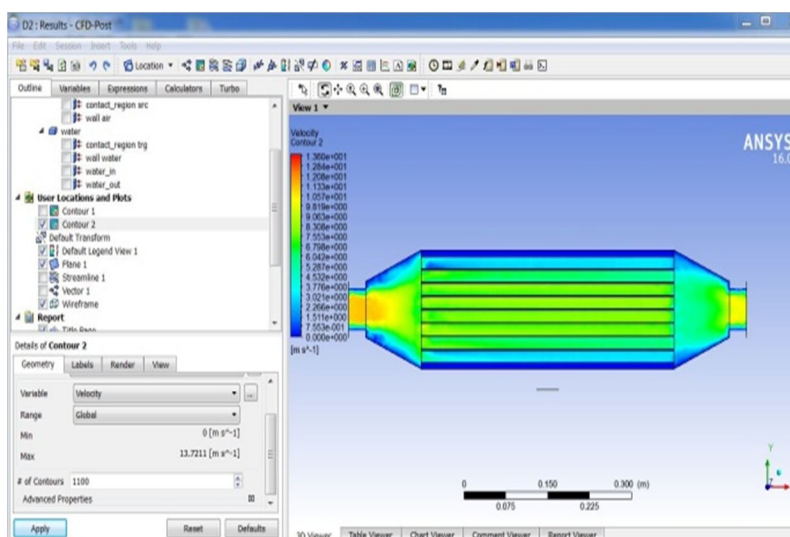 D2 : Results - CFD-Post
File Edit Session Insert Tools Help
Location
Outline Variables Expressions Calculators Turbo
contact_region src
wall air
water
contact_region trg
wall water
water_in
water_out
User Locations and Plots
Contour 1
Contour 2
Default Transform
Default Legend View 1
Plane 1
Streamline 1
Vector 1
Wireframe
Report
Title Page
Details of Contour 2
Geometry Labels Render View
Variable Velocity ...
Range Global
Min 0 [m s^-1]
Max 13.7211 [m s^-1]
# of Contours 1100
Advanced Properties
Apply Reset Defaults
View 1
Velocity
Contour 2
1.360e+001
1.284e+001
1.208e+001
1.133e+001
1.057e+001
9.819e+000
9.063e+000
8.308e+000
7.553e+000
6.798e+000
6.042e+000
5.287e+000
4.532e+000
3.776e+000
3.021e+000
2.266e+000
1.511e+000
7.553e-001
0.000e+000
[m s^-1]
ANSYS
16.0
0 0.150 0.300 (m)
0.075 0.225
Y
Z
3D Viewer Table Viewer Chart Viewer Comment Viewer Report Viewer